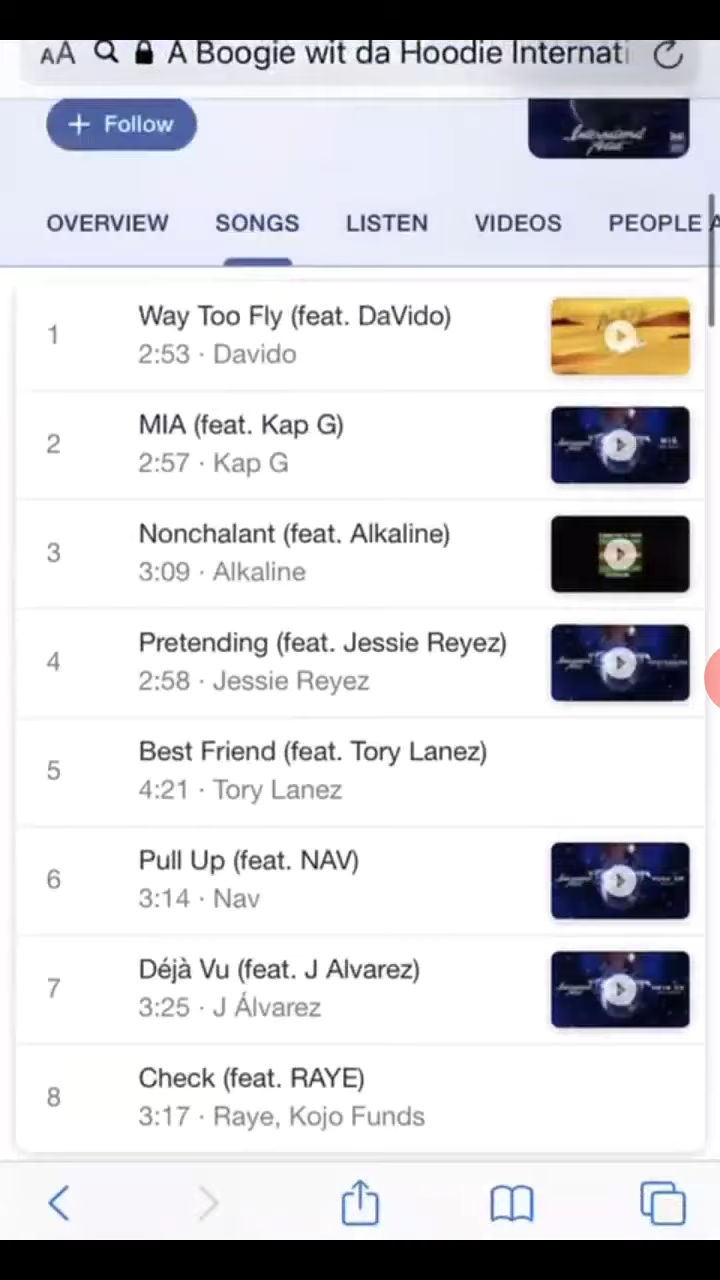 AA A Boogie wit da Hoodie Internati
+ Follow
International
Artist
OVERVIEW SONGS LISTEN VIDEOS PEOPLE A
1
Way Too Fly (feat. DaVido)
2:53 · Davido
2
MIA (feat. Kap G)
2:57 · Kap G
3
Nonchalant (feat. Alkaline)
3:09 · Alkaline
4
Pretending (feat. Jessie Reyez)
2:58 · Jessie Reyez
5
Best Friend (feat. Tory Lanez)
4:21 · Tory Lanez
6
Pull Up (feat. NAV)
3:14 · Nav
7
Déjà Vu (feat. J Alvarez)
3:25 · J Álvarez
8
Check (feat. RAYE)
3:17 · Raye, Kojo Funds